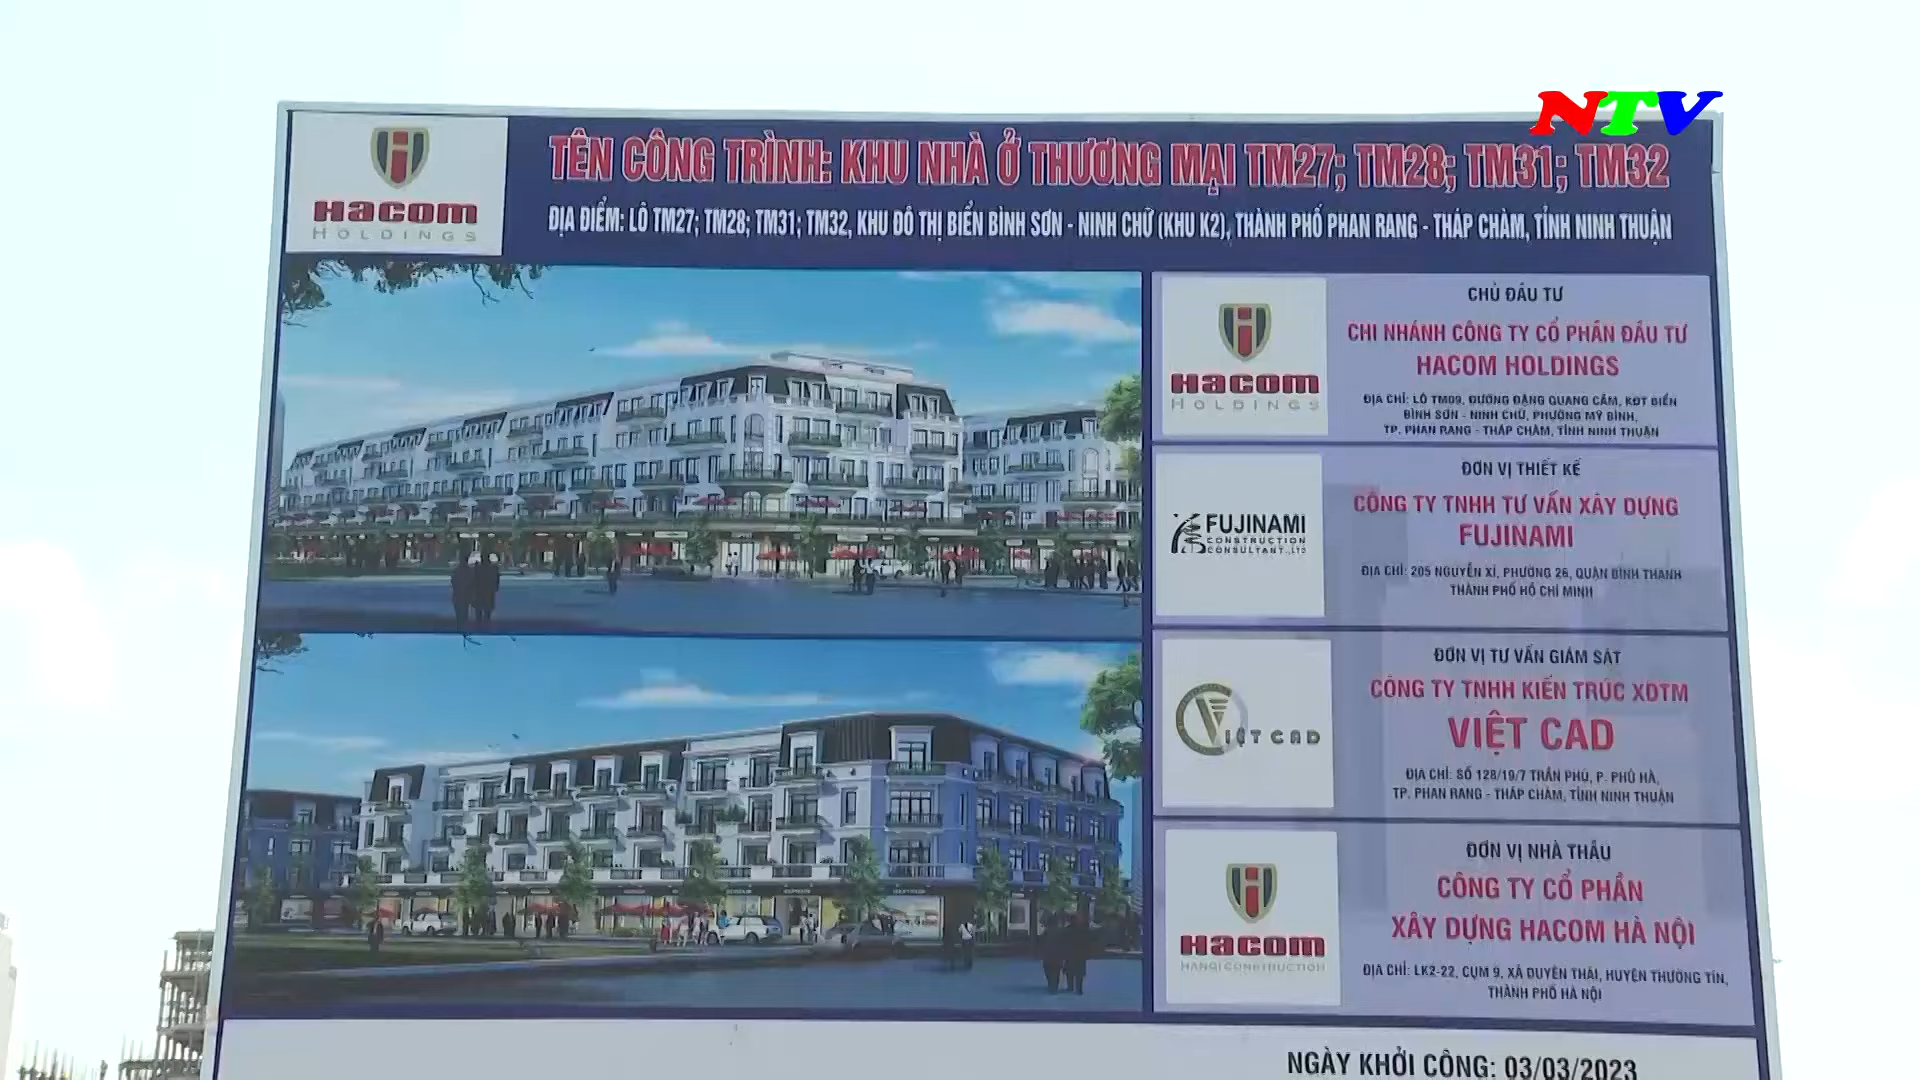 NTV
HACOM
HOLDINGS
TÊN CÔNG TRÌNH: KHU NHÀ Ở THƯƠNG MẠI TM27; TM28; TM31; TM32
ĐỊA ĐIỂM: LÔ TM27; TM28; TM31; TM32, KHU ĐÔ THỊ BIỂN BÌNH SƠN - NINH CHỮ (KHU K2), THÀNH PHỐ PHAN RANG - THÁP CHÀM, TỈNH NINH THUẬN
HACOM
HOLDINGS
CHỦ ĐẦU TƯ
CHI NHÁNH CÔNG TY CỔ PHẦN ĐẦU TƯ
HACOM HOLDINGS
ĐỊA CHỈ: LÔ TM09, ĐƯỜNG ĐẶNG QUANG CẦM, KĐT BIỂN
BÌNH SƠN - NINH CHỮ, PHƯỜNG MỸ BÌNH,
TP. PHAN RANG - THÁP CHÀM, TỈNH NINH THUẬN
FUJINAMI
CONSTRUCTION
CONSULTANT.,LTD
ĐƠN VỊ THIẾT KẾ
CÔNG TY TNHH TƯ VẤN XÂY DỰNG
FUJINAMI
ĐỊA CHỈ: 205 NGUYỄN XÍ, PHƯỜNG 26, QUẬN BÌNH THẠNH
THÀNH PHỐ HỒ CHÍ MINH
VIỆT CAD
ĐƠN VỊ TƯ VẤN GIÁM SÁT
CÔNG TY TNHH KIẾN TRÚC XDTM
VIỆT CAD
ĐỊA CHỈ: SỐ 128/19/7 TRẦN PHÚ, P. PHỦ HÀ,
TP. PHAN RANG - THÁP CHÀM, TỈNH NINH THUẬN
HACOM
HANOI CONSTRUCTION
ĐƠN VỊ NHÀ THẦU
CÔNG TY CỔ PHẦN
XÂY DỰNG HACOM HÀ NỘI
ĐỊA CHỈ: LK2-22, CỤM 9, XÃ DUYÊN THÁI, HUYỆN THƯỜNG TÍN,
THÀNH PHỐ HÀ NỘI
NGÀY KHỞI CÔNG: 03/03/2023